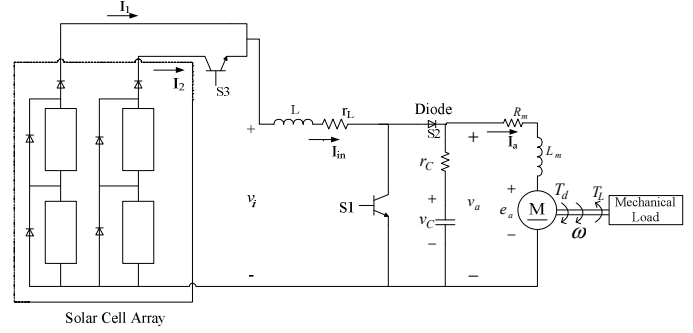 I1
I2
S3
L
rL
Diode
S2
Iin
Ia
Rm
Lm
+
vi
-
S1
rC
+
vC
−
+
va
−
+
ea
−
M
Td
TL
ω
Mechanical
Load
Solar Cell Array